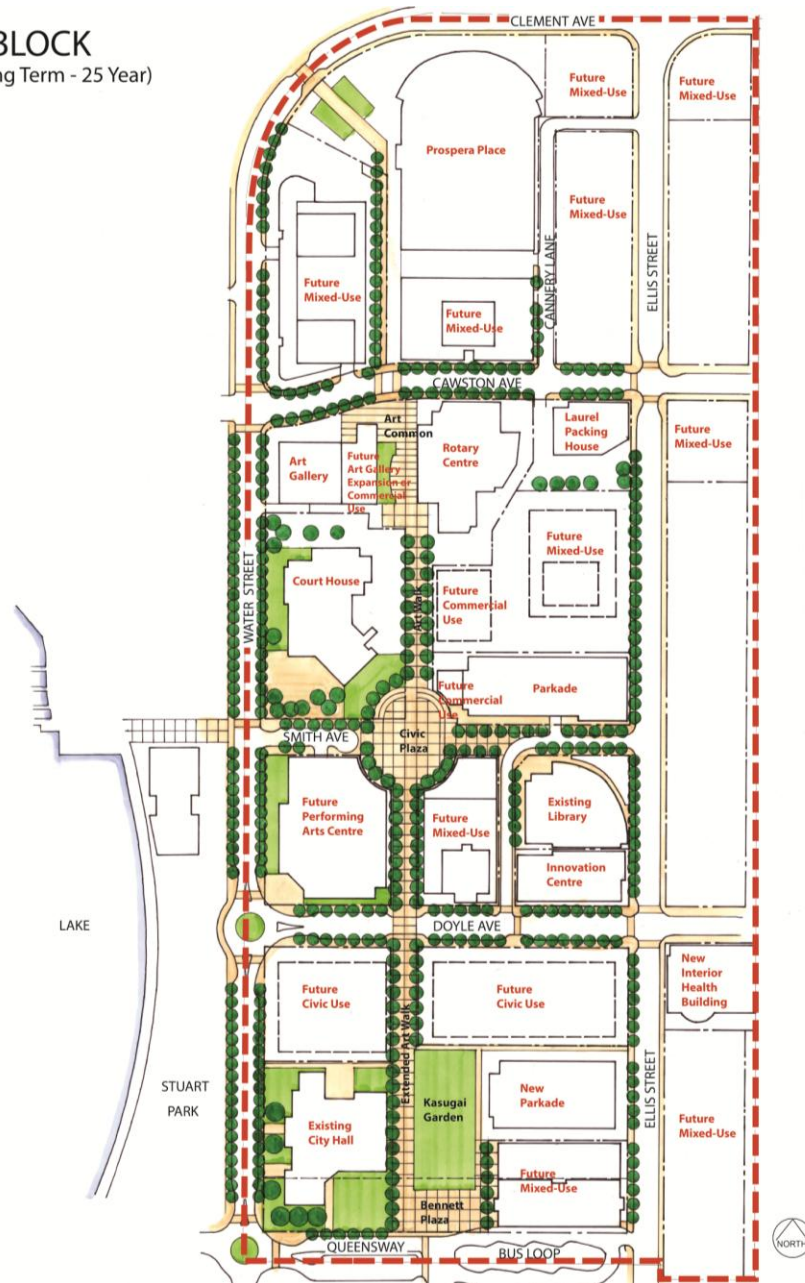 BLOCK
ng Term - 25 Year)
CLEMENT AVE
Future
Mixed-Use
Future
Mixed-Use
Prospera Place
Future
Mixed-Use
CANNERY LANE
ELLIS STREET
Future
Mixed-Use
Future
Mixed-Use
CAWSTON AVE
Art
Common
Laurel
Packing
House
Future
Mixed-Use
Art
Gallery
Future
Art Gallery
Expansion or
Commercial
Use
Rotary
Centre
WATER STREET
Court House
Art Walk
Future
Commercial
Use
Future
Mixed-Use
Future
Commercial
Use
Parkade
SMITH AVE
Civic
Plaza
Future
Performing
Arts Centre
Future
Mixed-Use
Existing
Library
Innovation
Centre
LAKE
DOYLE AVE
New
Interior
Health
Building
Future
Civic Use
Future
Civic Use
Extended Art Walk
ELLIS STREET
STUART
PARK
Existing
City Hall
Kasugai
Garden
New
Parkade
Future
Mixed-Use
Future
Mixed-Use
Bennett
Plaza
QUEENSWAY
BUS LOOP
NORTH